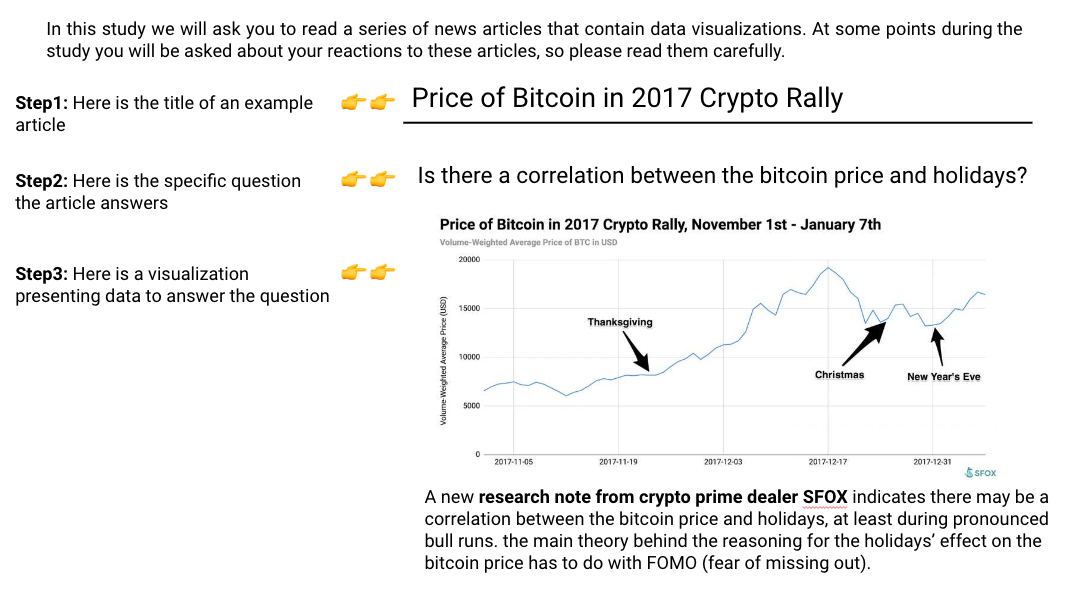 In this study we will ask you to read a series of news articles that contain data visualizations. At some points during the
study you will be asked about your reactions to these articles, so please read them carefully.
Step1: Here is the title of an example
article
Price of Bitcoin in 2017 Crypto Rally
Step2: Here is the specific question
the article answers
Is there a correlation between the bitcoin price and holidays?
Step3: Here is a visualization
presenting data to answer the question
Price of Bitcoin in 2017 Crypto Rally, November 1st - January 7th
Volume-Weighted Average Price of BTC in USD
Volume-Weighted Average Price (USD)
20000
15000
10000
5000
0
Thanksgiving
Christmas
New Year's Eve
2017-11-05
2017-11-19
2017-12-03
2017-12-17
2017-12-31
SFOX
A new research note from crypto prime dealer SFOX indicates there may be a
correlation between the bitcoin price and holidays, at least during pronounced
bull runs. the main theory behind the reasoning for the holidays’ effect on the
bitcoin price has to do with FOMO (fear of missing out).